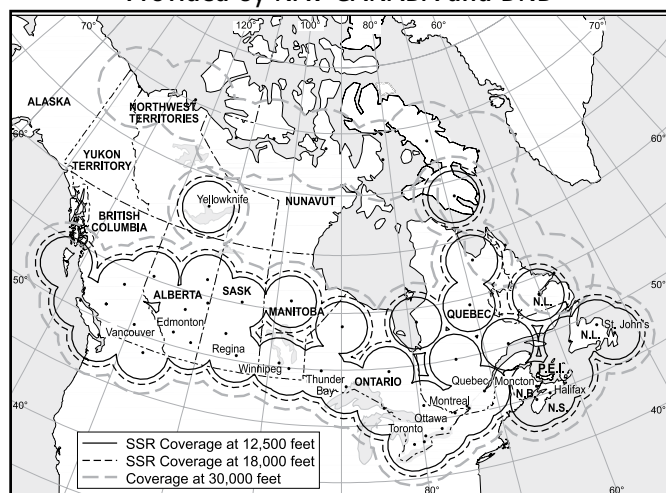 Provided by NAV CANADA and DND
70°
120°
100°
80°
60°
70°
ALASKA
NORTHWEST
TERRITORIES
60°
YUKON
TERRITORY
60°
Yellowknife
NUNAVUT
BRITISH
COLUMBIA
50°
50°
ALBERTA
SASK
MANITOBA
QUEBEC
N.L.
N.L.
St. John's
Vancouver
Edmonton
Regina
Winnipeg
Thunder
Bay
ONTARIO
Quebec
Moncton
P.E.I.
Halifax
N.B.
N.S.
Montreal
Ottawa
Toronto
40°
40°
60°
80°
SSR Coverage at 12,500 feet
SSR Coverage at 18,000 feet
Coverage at 30,000 feet